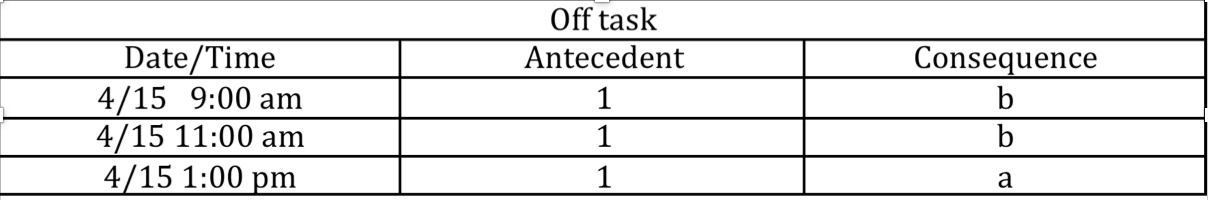 Off task
Date/Time Antecedent Consequence
4/15 9:00 am 1 b
4/15 11:00 am 1 b
4/15 1:00 pm 1 a